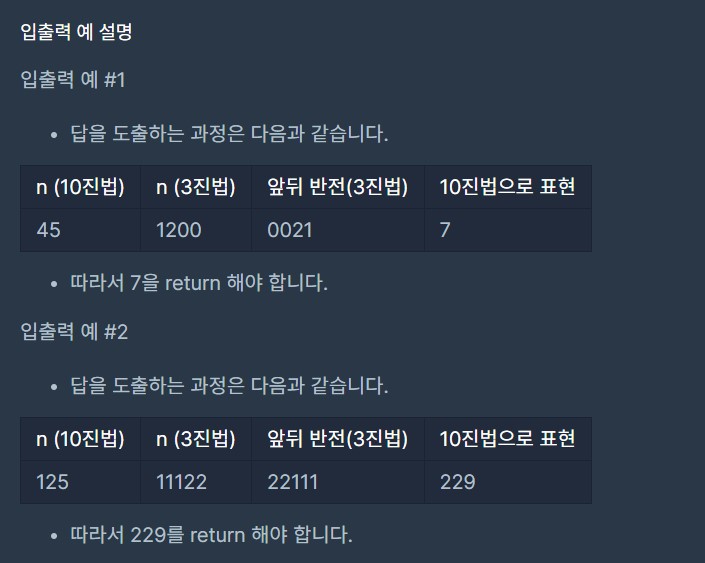 입출력 예 설명
입출력 예 #1
• 답을 도출하는 과정은 다음과 같습니다.
n (10진법) n (3진법) 앞뒤 반전(3진법) 10진법으로 표현
45 1200 0021 7
• 따라서 7을 return 해야 합니다.
입출력 예 #2
• 답을 도출하는 과정은 다음과 같습니다.
n (10진법) n (3진법) 앞뒤 반전(3진법) 10진법으로 표현
125 11122 22111 229
• 따라서 229를 return 해야 합니다.